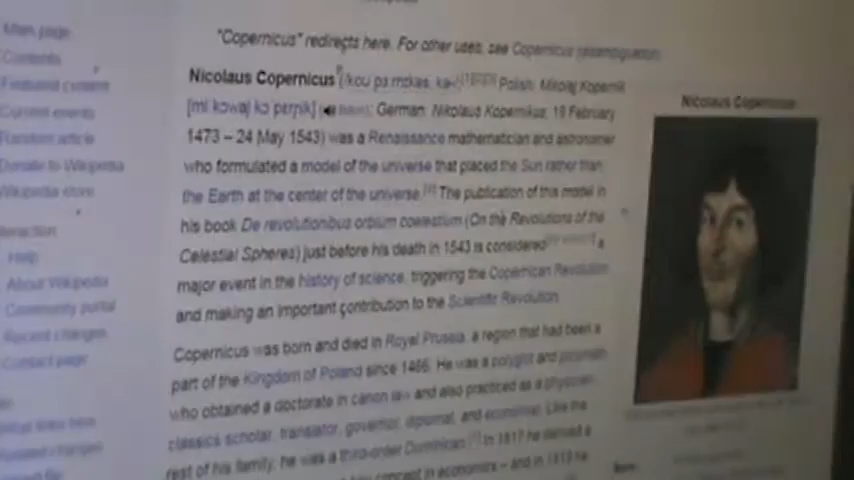 "Copernicus" redirects here. For other uses, see Copernicus (disambiguation).
Nicolaus Copernicus
Nicolaus Copernicus Polish: Mikołaj Kopernik
German: Nikolaus Kopernikus; 19 February
1473 – 24 May 1543) was a Renaissance mathematician and astronomer
who formulated a model of the universe that placed the Sun rather than
the Earth at the center of the universe. The publication of this model in
his book De revolutionibus orbium coelestium (On the Revolutions of the
Celestial Spheres) just before his death in 1543 is considered a
major event in the history of science, triggering the Copernican Revolution
and making an important contribution to the Scientific Revolution.
Copernicus was born and died in Royal Prussia, a region that had been a
part of the Kingdom of Poland since 1466. He was a polyglot and polymath
who obtained a doctorate in canon law and also practiced as a physician,
classics scholar, translator, governor, diplomat, and economist. Like the
rest of his family, he was a third-order Dominican. In 1517 he derived a
concept in economics – and in 1519 he
Main page
Contents
Featured content
Current events
Random article
Donate to Wikipedia
Wikipedia store
Interaction
Help
About Wikipedia
Community portal
Recent changes
Contact page